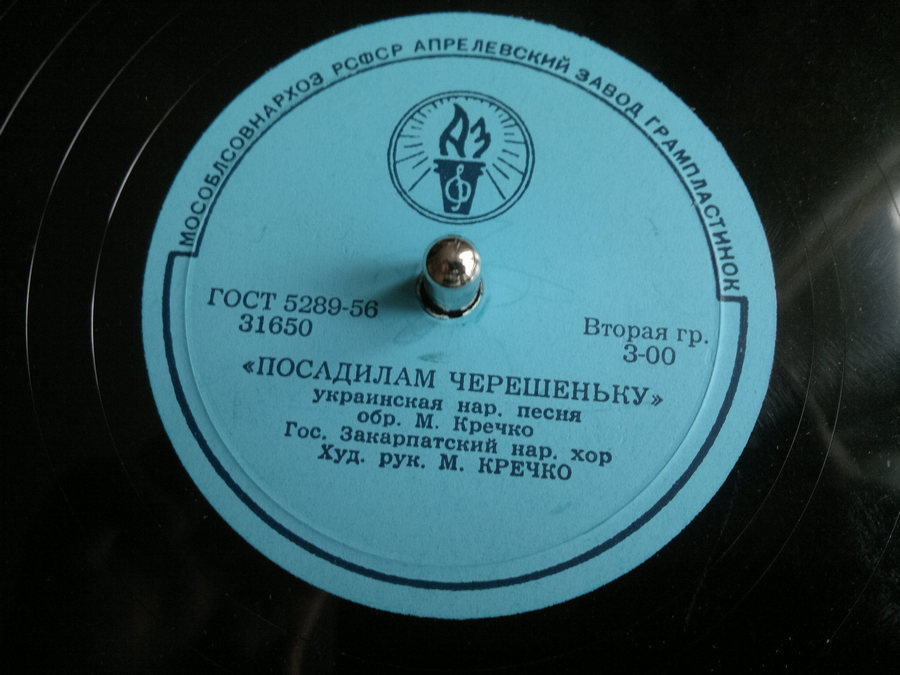 МОСОБЛСОВНАРХОЗ РСФСР АПРЕЛЕВСКИЙ ЗАВОД ГРАМПЛАСТИНОК
АЗ
ГОСТ 5289-56
31650
Вторая гр.
3-00
«ПОСАДИЛАМ ЧЕРЕШЕНЬКУ»
украинская нар. песня
обр. М. Кречко
Гос. Закарпатский нар. хор
Худ. рук. М. КРЕЧКО